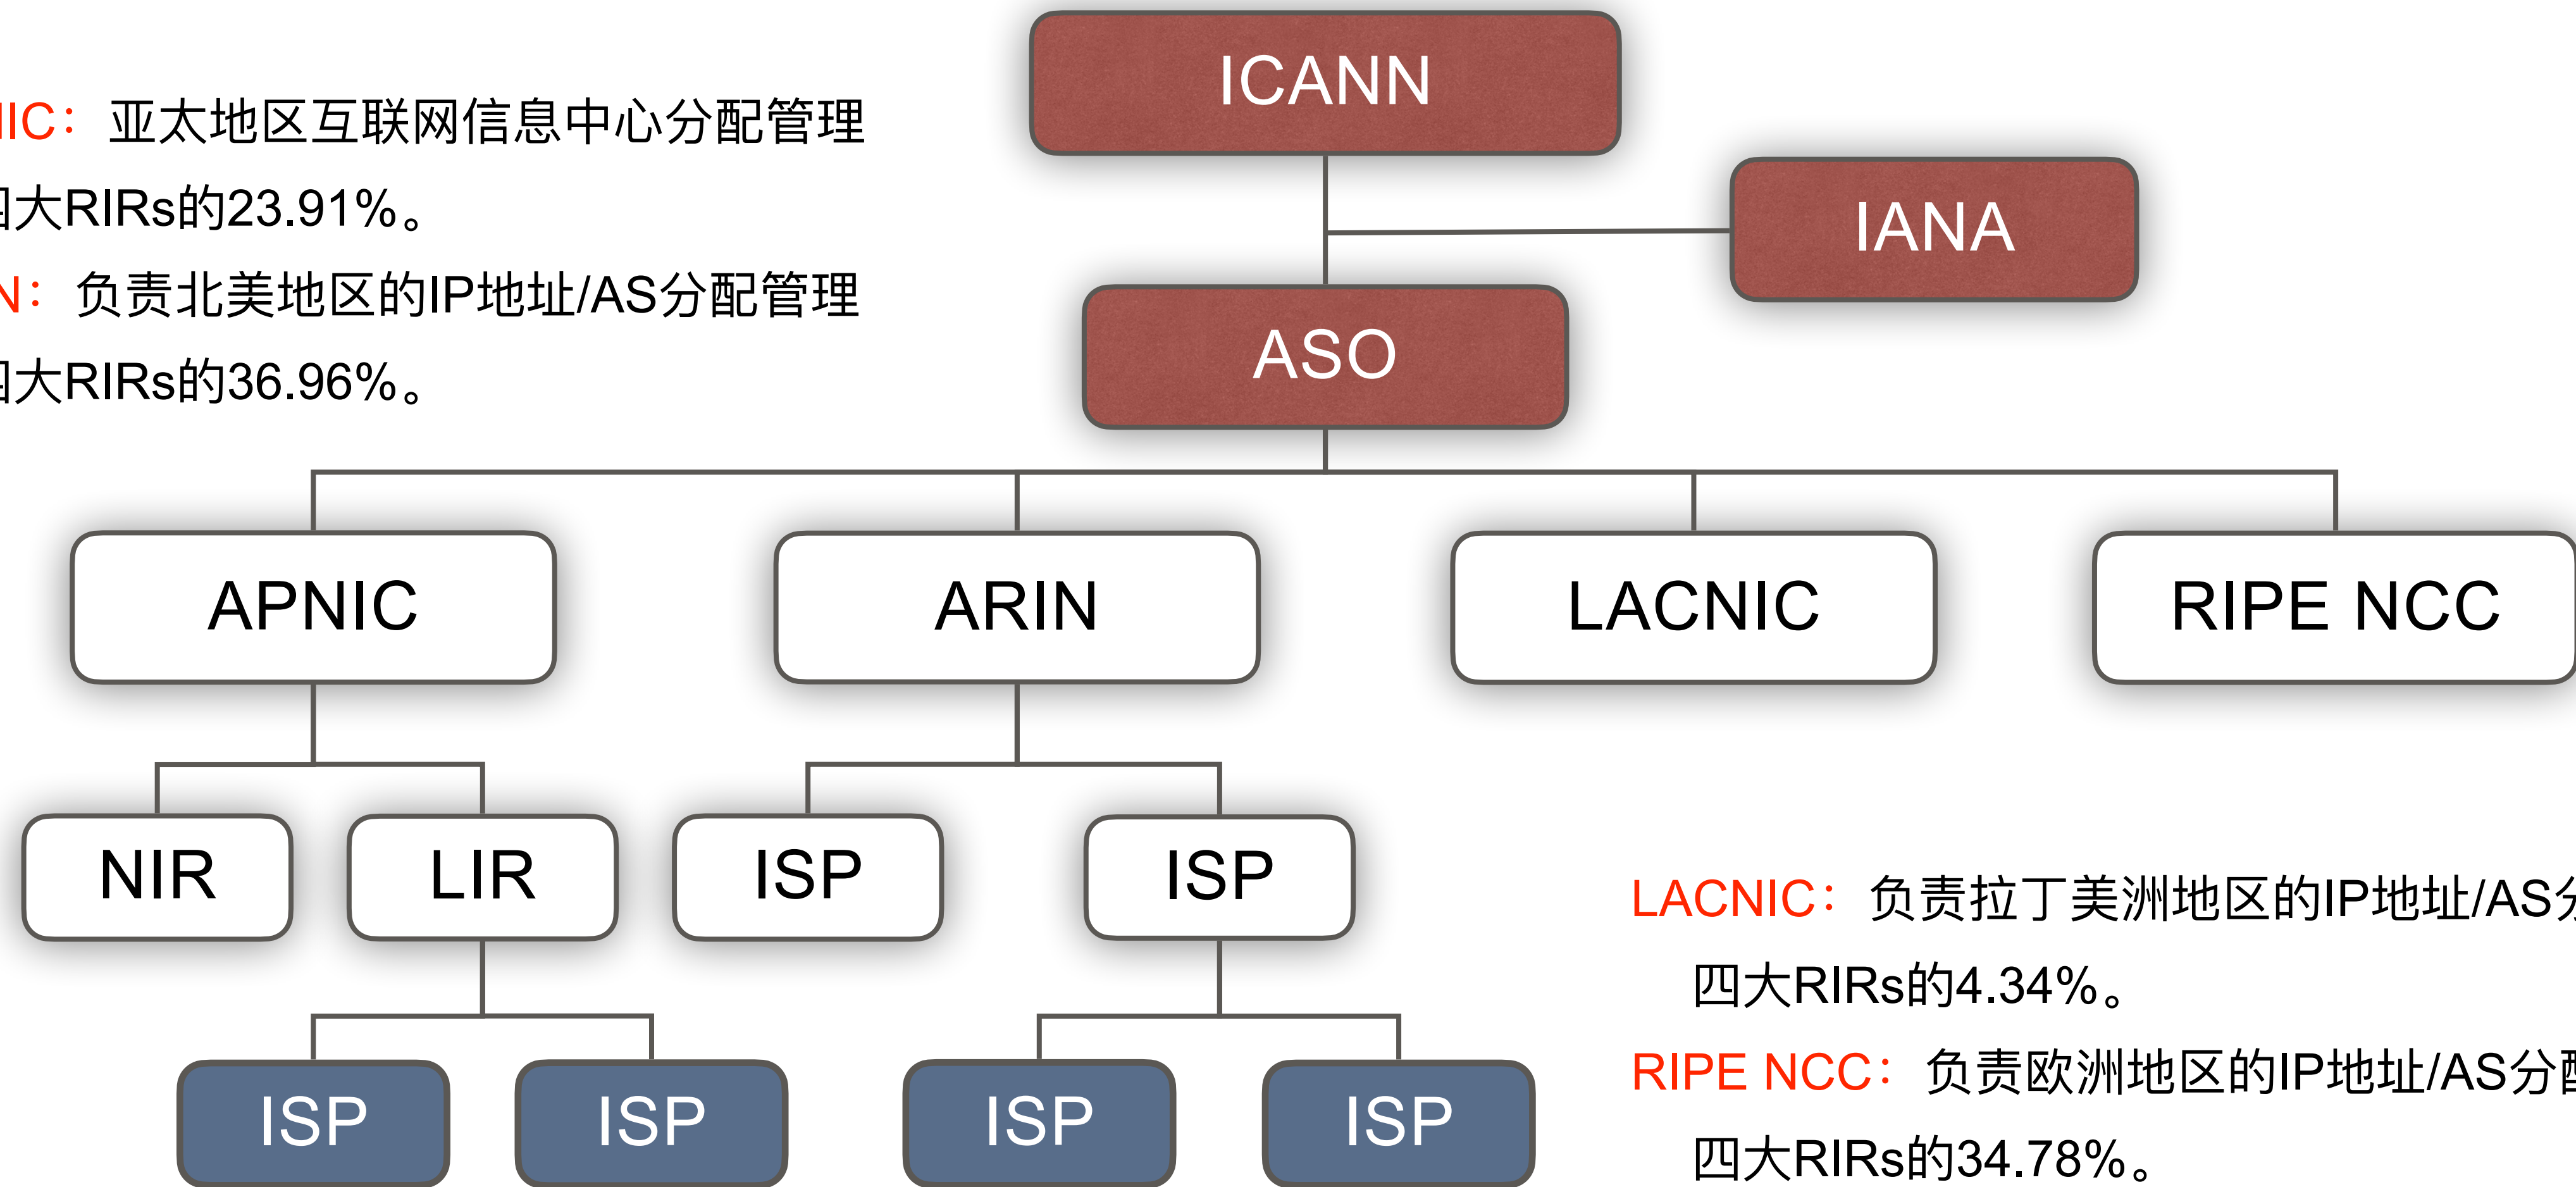 ICANN
NIC：亚太地区互联网信息中心分配管理
IANA
大RIRs的23.91%。
N：负责北美地区的IP地址/AS分配管理
ASO
大RIRs的36.96%。
APNIC
ARIN
LACNIC
RIPE NCC
NIR
LIR
ISP
ISP
LACNIC：负责拉丁美洲地区的IP地址/AS
四大RIRs的4.34%。
RIPE NCC：负责欧洲地区的IP地址/AS分配
四大RIRs的34.78%。
ISP
ISP
ISP
ISP